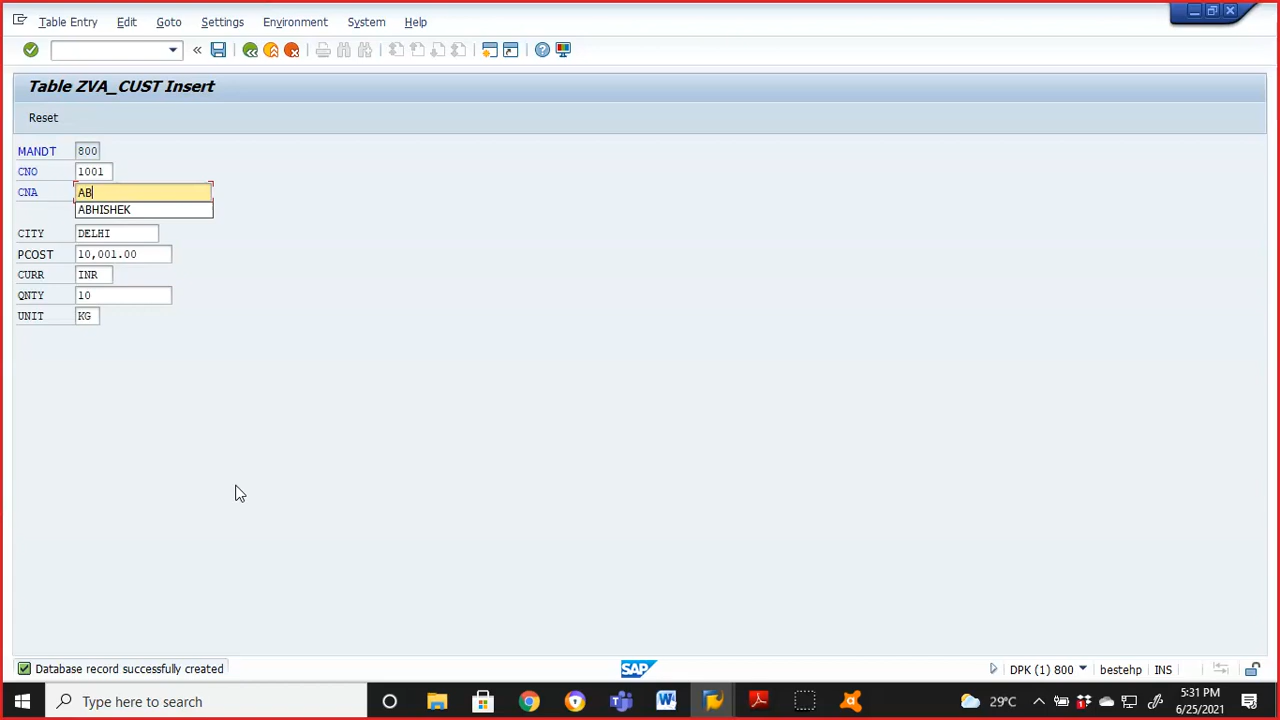 Table Entry Edit Goto Settings Environment System Help
Table ZVA_CUST Insert
Reset
MANDT 800
CNO 1001
CNA AB
ABHISHEK
CITY DELHI
PCOST 10,001.00
CURR INR
QNTY 10
UNIT KG
Database record successfully created
SAP
DPK (1) 800 bestehp INS
Type here to search
29°C
5:31 PM
6/25/2021